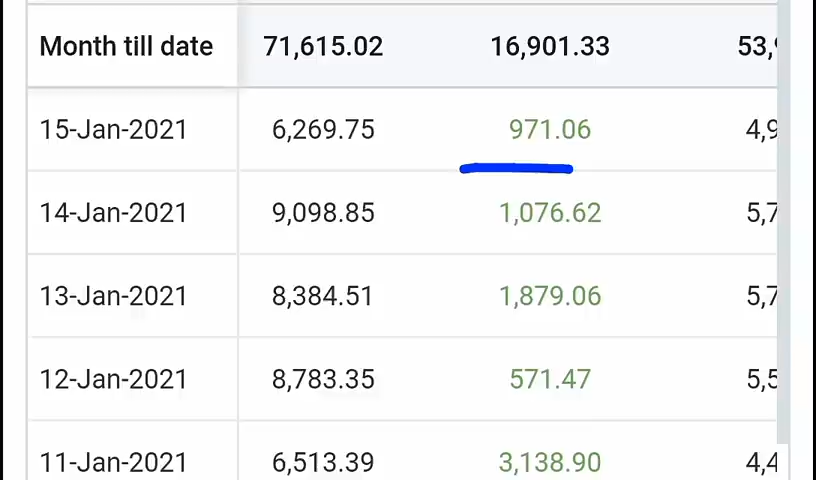 Month till date 71,615.02 16,901.33 53,
15-Jan-2021 6,269.75 971.06 4,9
14-Jan-2021 9,098.85 1,076.62 5,7
13-Jan-2021 8,384.51 1,879.06 5,7
12-Jan-2021 8,783.35 571.47 5,5
11-Jan-2021 6,513.39 3,138.90 4,4